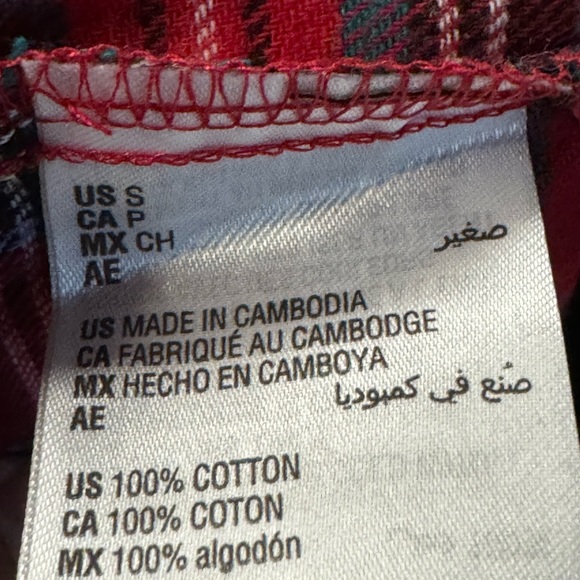 US S
CA P
MX CH
AE صغير
US MADE IN CAMBODIA
CA FABRIQUÉ AU CAMBODGE
MX HECHO EN CAMBOYA
AE صُنع في كمبوديا
US 100% COTTON
CA 100% COTON
MX 100% algodón